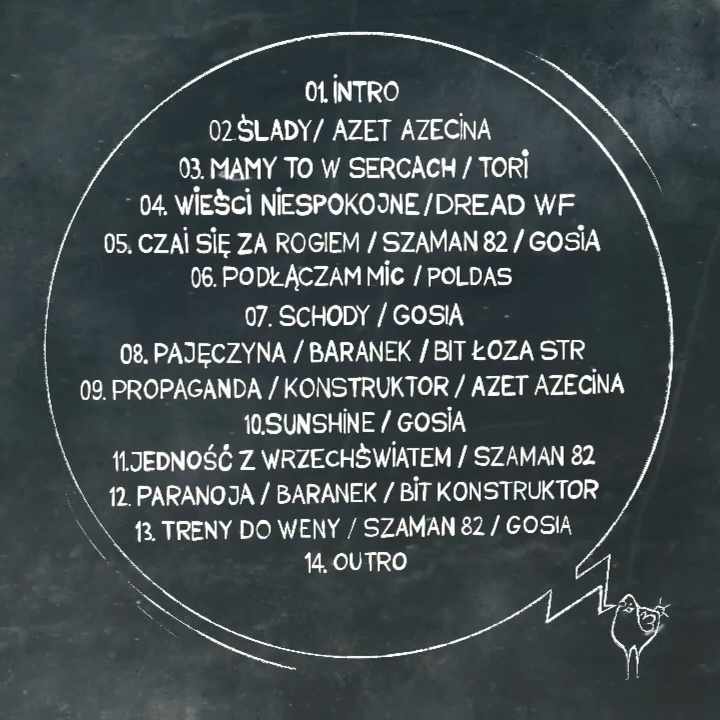 01. INTRO
02. ŚLADY / AZET AZECINA
03. MAMY TO W SERCACH / TORI
04. WIEŚCI NIESPOKOJNE / DREAD WF
05. CZAI SIĘ ZA ROGIEM / SZAMAN 82 / GOSIA
06. PODŁĄCZAM MIC / POLDAS
07. SCHODY / GOSIA
08. PAJĘCZYNA / BARANEK / BIT ŁOZA STR
09. PROPAGANDA / KONSTRUKTOR / AZET AZECINA
10. SUNSHINE / GOSIA
11. JEDNOŚĆ Z WRZECHŚWIATEM / SZAMAN 82
12. PARANOJA / BARANEK / BIT KONSTRUKTOR
13. TRENY DO WENY / SZAMAN 82 / GOSIA
14. OUTRO